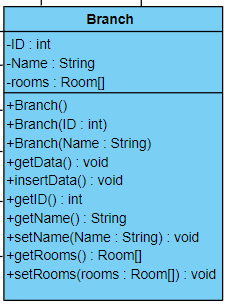 Branch
-ID : int
-Name : String
-rooms : Room[]
+Branch()
+Branch(ID : int)
+Branch(Name : String)
+getData() : void
+insertData() : void
+getID() : int
+getName() : String
+setName(Name : String) : void
+getRooms() : Room[]
+setRooms(rooms : Room[]) : void